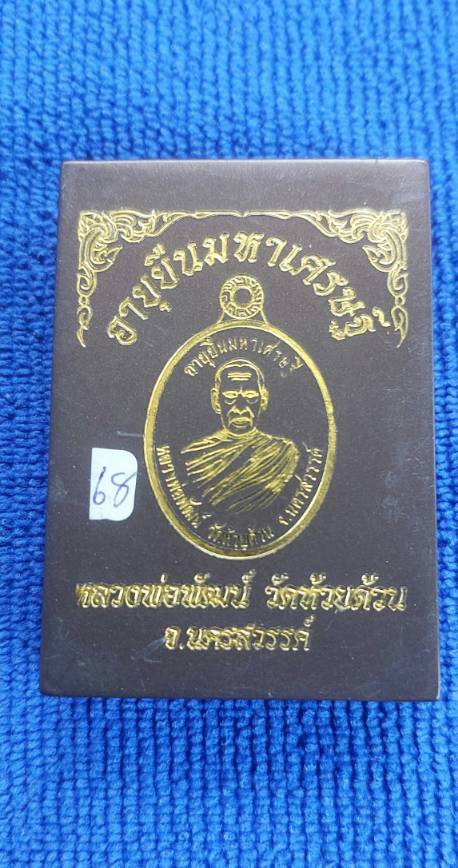 อายุยืนมหาเศรษฐี
อายุยืนมหาเศรษฐี
หลวงพ่อพัฒน์ วัดห้วยด้วน จ.นครสวรรค์
68
หลวงพ่อพัฒน์ วัดห้วยด้วน
จ.นครสวรรค์